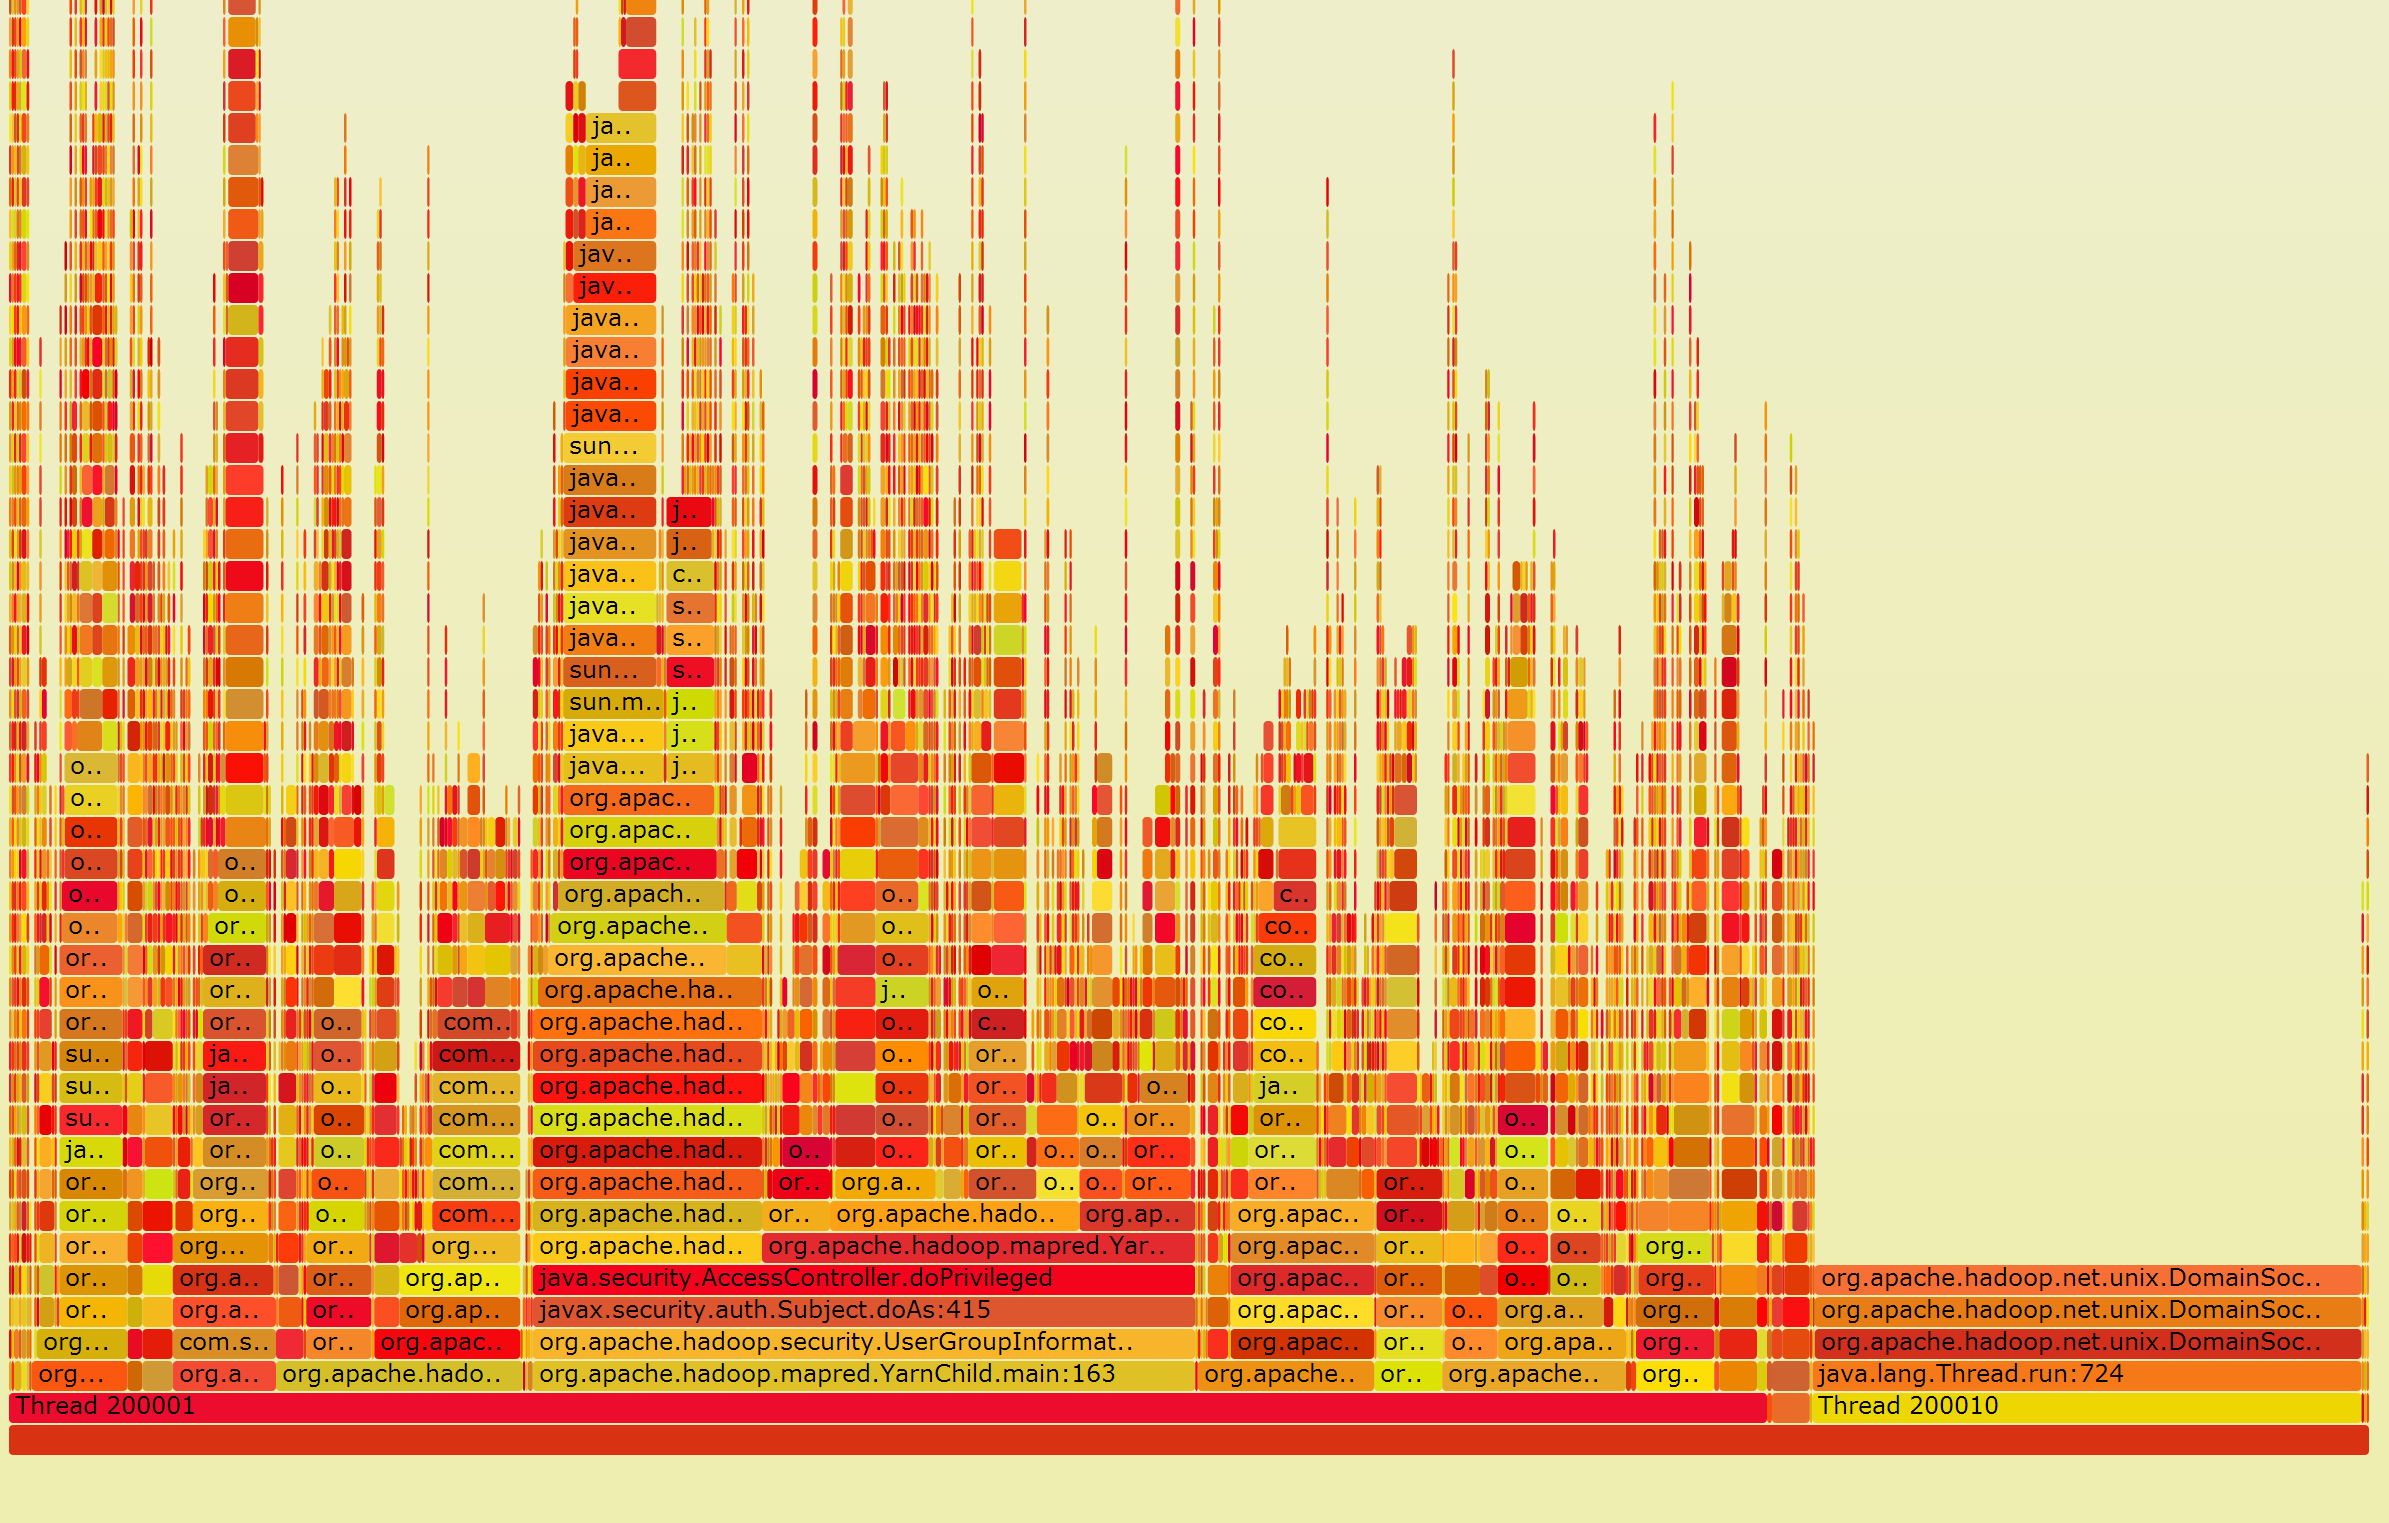 ja..
ja..
ja..
ja..
jav..
jav..
java..
java..
java..
java..
sun...
java..
java.. j..
java.. j..
java.. c..
java.. s..
java.. s..
sun... s..
sun.m.. j..
java... j..
o.. java... j..
o.. org.apac..
o.. org.apac..
o.. o.. org.apac..
o.. o.. org.apach.. o.. c..
o.. or.. org.apache.. o.. co..
or.. or.. org.apache.. o.. co..
or.. or.. org.apache.ha.. j.. o.. co..
or.. or.. o.. com.. org.apache.had.. o.. c.. co..
su.. ja.. o.. com... org.apache.had.. o.. or.. co..
su.. ja.. o.. com... org.apache.had.. o.. or.. o.. ja..
su.. or.. o.. com... org.apache.had.. o.. or.. o.. or.. or.. o..
ja.. or.. o.. com... org.apache.had.. o.. o.. or.. o.. o.. or.. or.. o..
or.. org.. o.. com... org.apache.had.. or.. org.a.. or.. o.. o.. or.. or.. or.. o..
or.. org.. o.. com... org.apache.had.. or.. org.apache.hado.. org.ap.. org.apac.. or.. o.. o..
or.. org... or.. org... org.apache.had.. org.apache.hadoop.mapred.Yar.. org.apac.. or.. o.. o.. org..
or.. org.a.. or.. org.ap.. java.security.AccessController.doPrivileged org.apac.. or.. o.. o.. org.. org.apache.hadoop.net.unix.DomainSoc..
or.. org.a.. or.. org.ap.. javax.security.auth.Subject.doAs:415 org.apac.. or.. o.. org.a.. org.. org.apache.hadoop.net.unix.DomainSoc..
org... com.s.. or.. org.apac.. org.apache.hadoop.security.UserGroupInformat.. org.apac.. or.. o.. org.apa.. org.. org.apache.hadoop.net.unix.DomainSoc..
org... org.a.. org.apache.hado.. org.apache.hadoop.mapred.YarnChild.main:163 org.apache.. or.. org.apache.. org.. java.lang.Thread.run:724
Thread 200001 Thread 200010